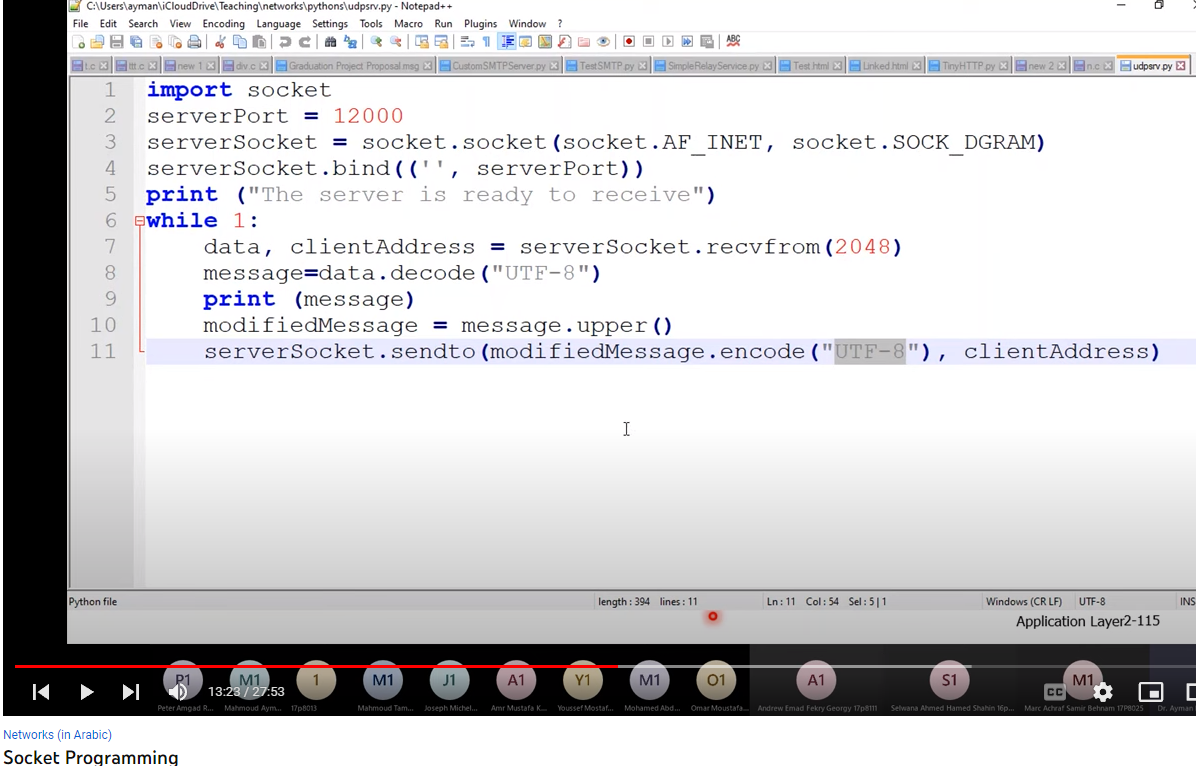 C:\Users\ayman\iCloudDrive\Teaching\networks\pythons\udpsrv.py - Notepad++
File Edit Search View Encoding Language Settings Tools Macro Run Plugins Window ?
t.c ttt.c new 1 div.c Graduation Project Proposal.msg CustomSMTPServer.py TestSMTP.py SimpleRelayService.py Test.html Linked.html TinyHTTP.py new 2 n.c udpsrv.py
1 import socket
2 serverPort = 12000
3 serverSocket = socket.socket(socket.AF_INET, socket.SOCK_DGRAM)
4 serverSocket.bind(('', serverPort))
5 print ("The server is ready to receive")
6 while 1:
7 data, clientAddress = serverSocket.recvfrom(2048)
8 message=data.decode("UTF-8")
9 print (message)
10 modifiedMessage = message.upper()
11 serverSocket.sendto(modifiedMessage.encode("UTF-8"), clientAddress)
Python file length : 394 lines : 11 Ln : 11 Col : 54 Sel : 5 | 1 Windows (CR LF) UTF-8 INS
Application Layer2-115
P1 M1 1 M1 J1 A1 Y1 M1 O1 A1 S1 M1
13:23 / 27:53 CC
Peter Amgad R... Mahmoud Aym... 17p8013 Mahmoud Tam... Joseph Michel... Amr Mustafa K... Youssef Mostaf... Mohamed Abd... Omar Moustafa... Andrew Emad Fekry Georgy 17p8111 Selwana Ahmed Hamed Shahin 16p... Marc Achraf Samir Behnam 17P8025 Dr. Ayman
Networks (in Arabic)
Socket Programming